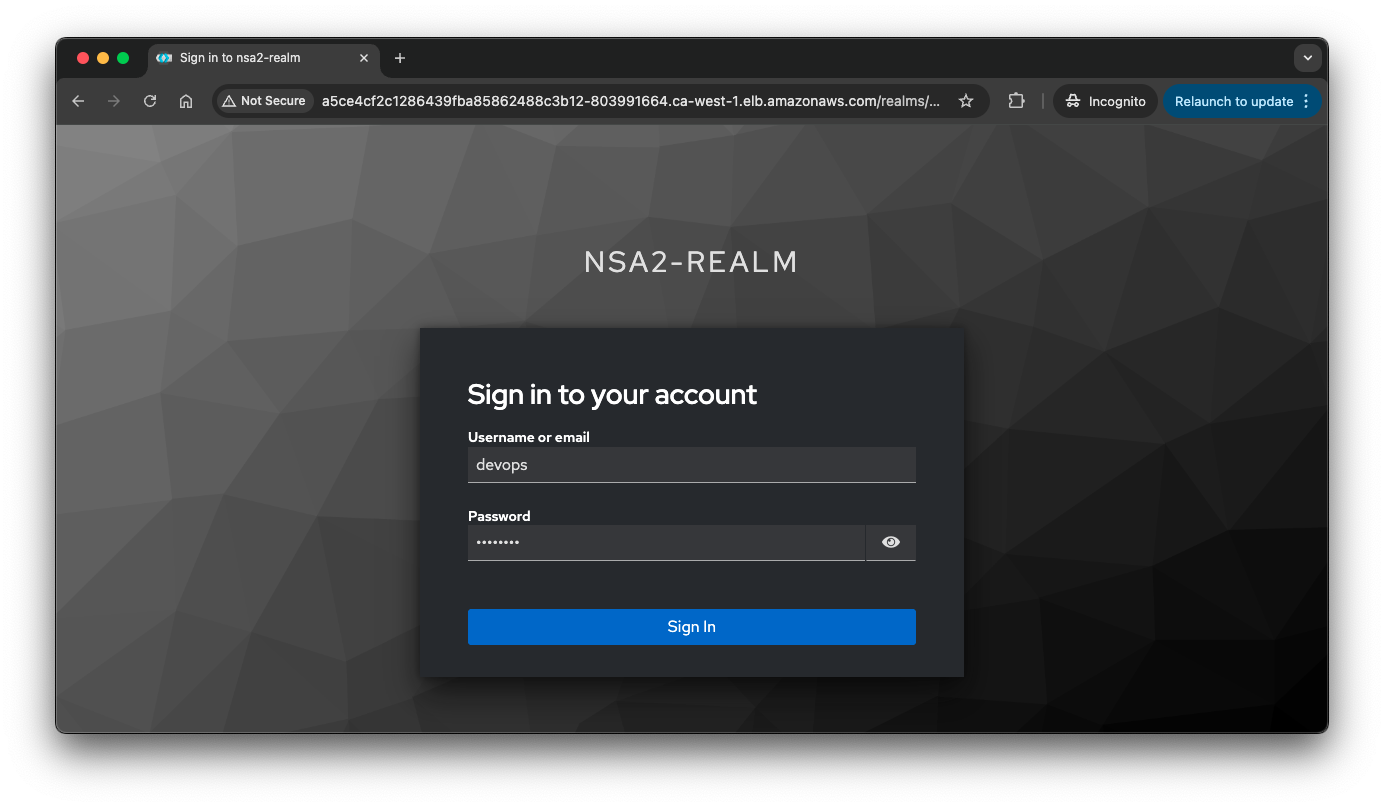 Sign in to nsa2-realm
Not Secure a5ce4cf2c1286439fba85862488c3b12-803991664.ca-west-1.elb.amazonaws.com/realms/... Incognito Relaunch to update
NSA2-REALM
Sign in to your account
Username or email
devops
Password
••••••••
Sign In